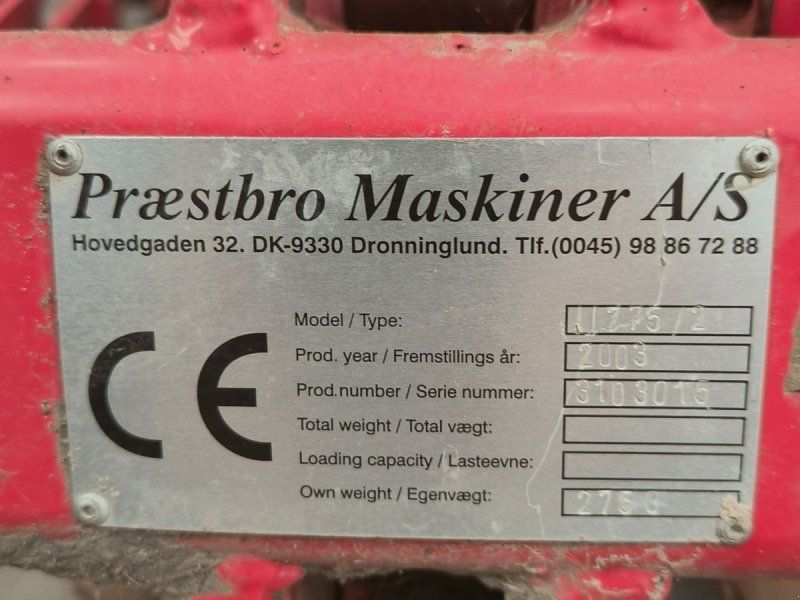 Præstbro Maskiner A/S
Hovedgaden 32. DK-9330 Dronninglund. Tlf.(0045) 98 86 72 88
CE
Model / Type:
Prod. year / Fremstillings år: 2003
Prod.number / Serie nummer: 3103015
Total weight / Total vægt:
Loading capacity / Lasteevne:
Own weight / Egenvægt: